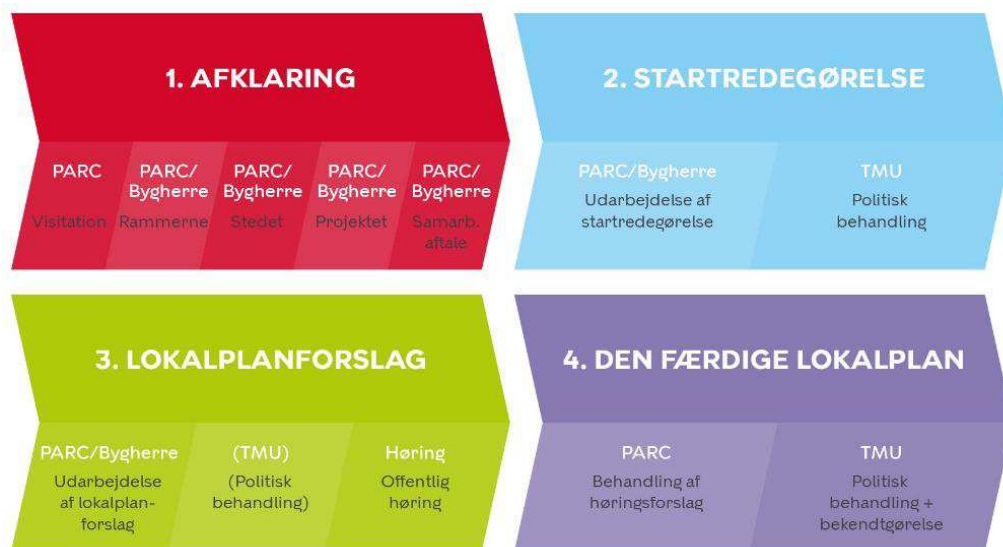 1. AFKLARING
PARC
Visitation
PARC/
Bygherre
Rammerne
PARC/
Bygherre
Stedet
PARC/
Bygherre
Projektet
PARC/
Bygherre
Samarb.
aftale
2. STARTREDEGØRELSE
PARC/Bygherre
Udarbejdelse af
startredegørelse
TMU
Politisk
behandling
3. LOKALPLANFORSLAG
PARC/Bygherre
Udarbejdelse
af lokalplan-
forslag
(TMU)
(Politisk
behandling)
Høring
Offentlig
høring
4. DEN FÆRDIGE LOKALPLAN
PARC
Behandling af
høringsforslag
TMU
Politisk
behandling +
bekendtgørelse